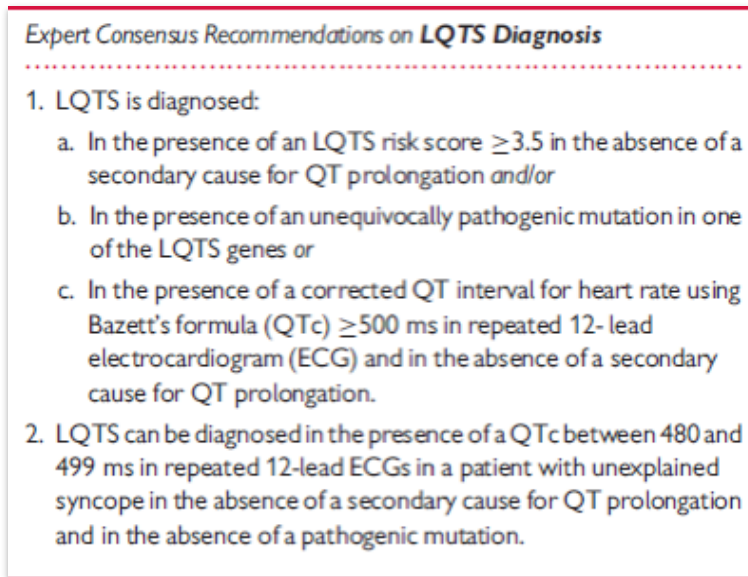 Expert Consensus Recommendations on LQTS Diagnosis
1. LQTS is diagnosed:
a. In the presence of an LQTS risk score ≥3.5 in the absence of a
secondary cause for QT prolongation and/or
b. In the presence of an unequivocally pathogenic mutation in one
of the LQTS genes or
c. In the presence of a corrected QT interval for heart rate using
Bazett's formula (QTc) ≥500 ms in repeated 12- lead
electrocardiogram (ECG) and in the absence of a secondary
cause for QT prolongation.
2. LQTS can be diagnosed in the presence of a QTc between 480 and
499 ms in repeated 12-lead ECGs in a patient with unexplained
syncope in the absence of a secondary cause for QT prolongation
and in the absence of a pathogenic mutation.